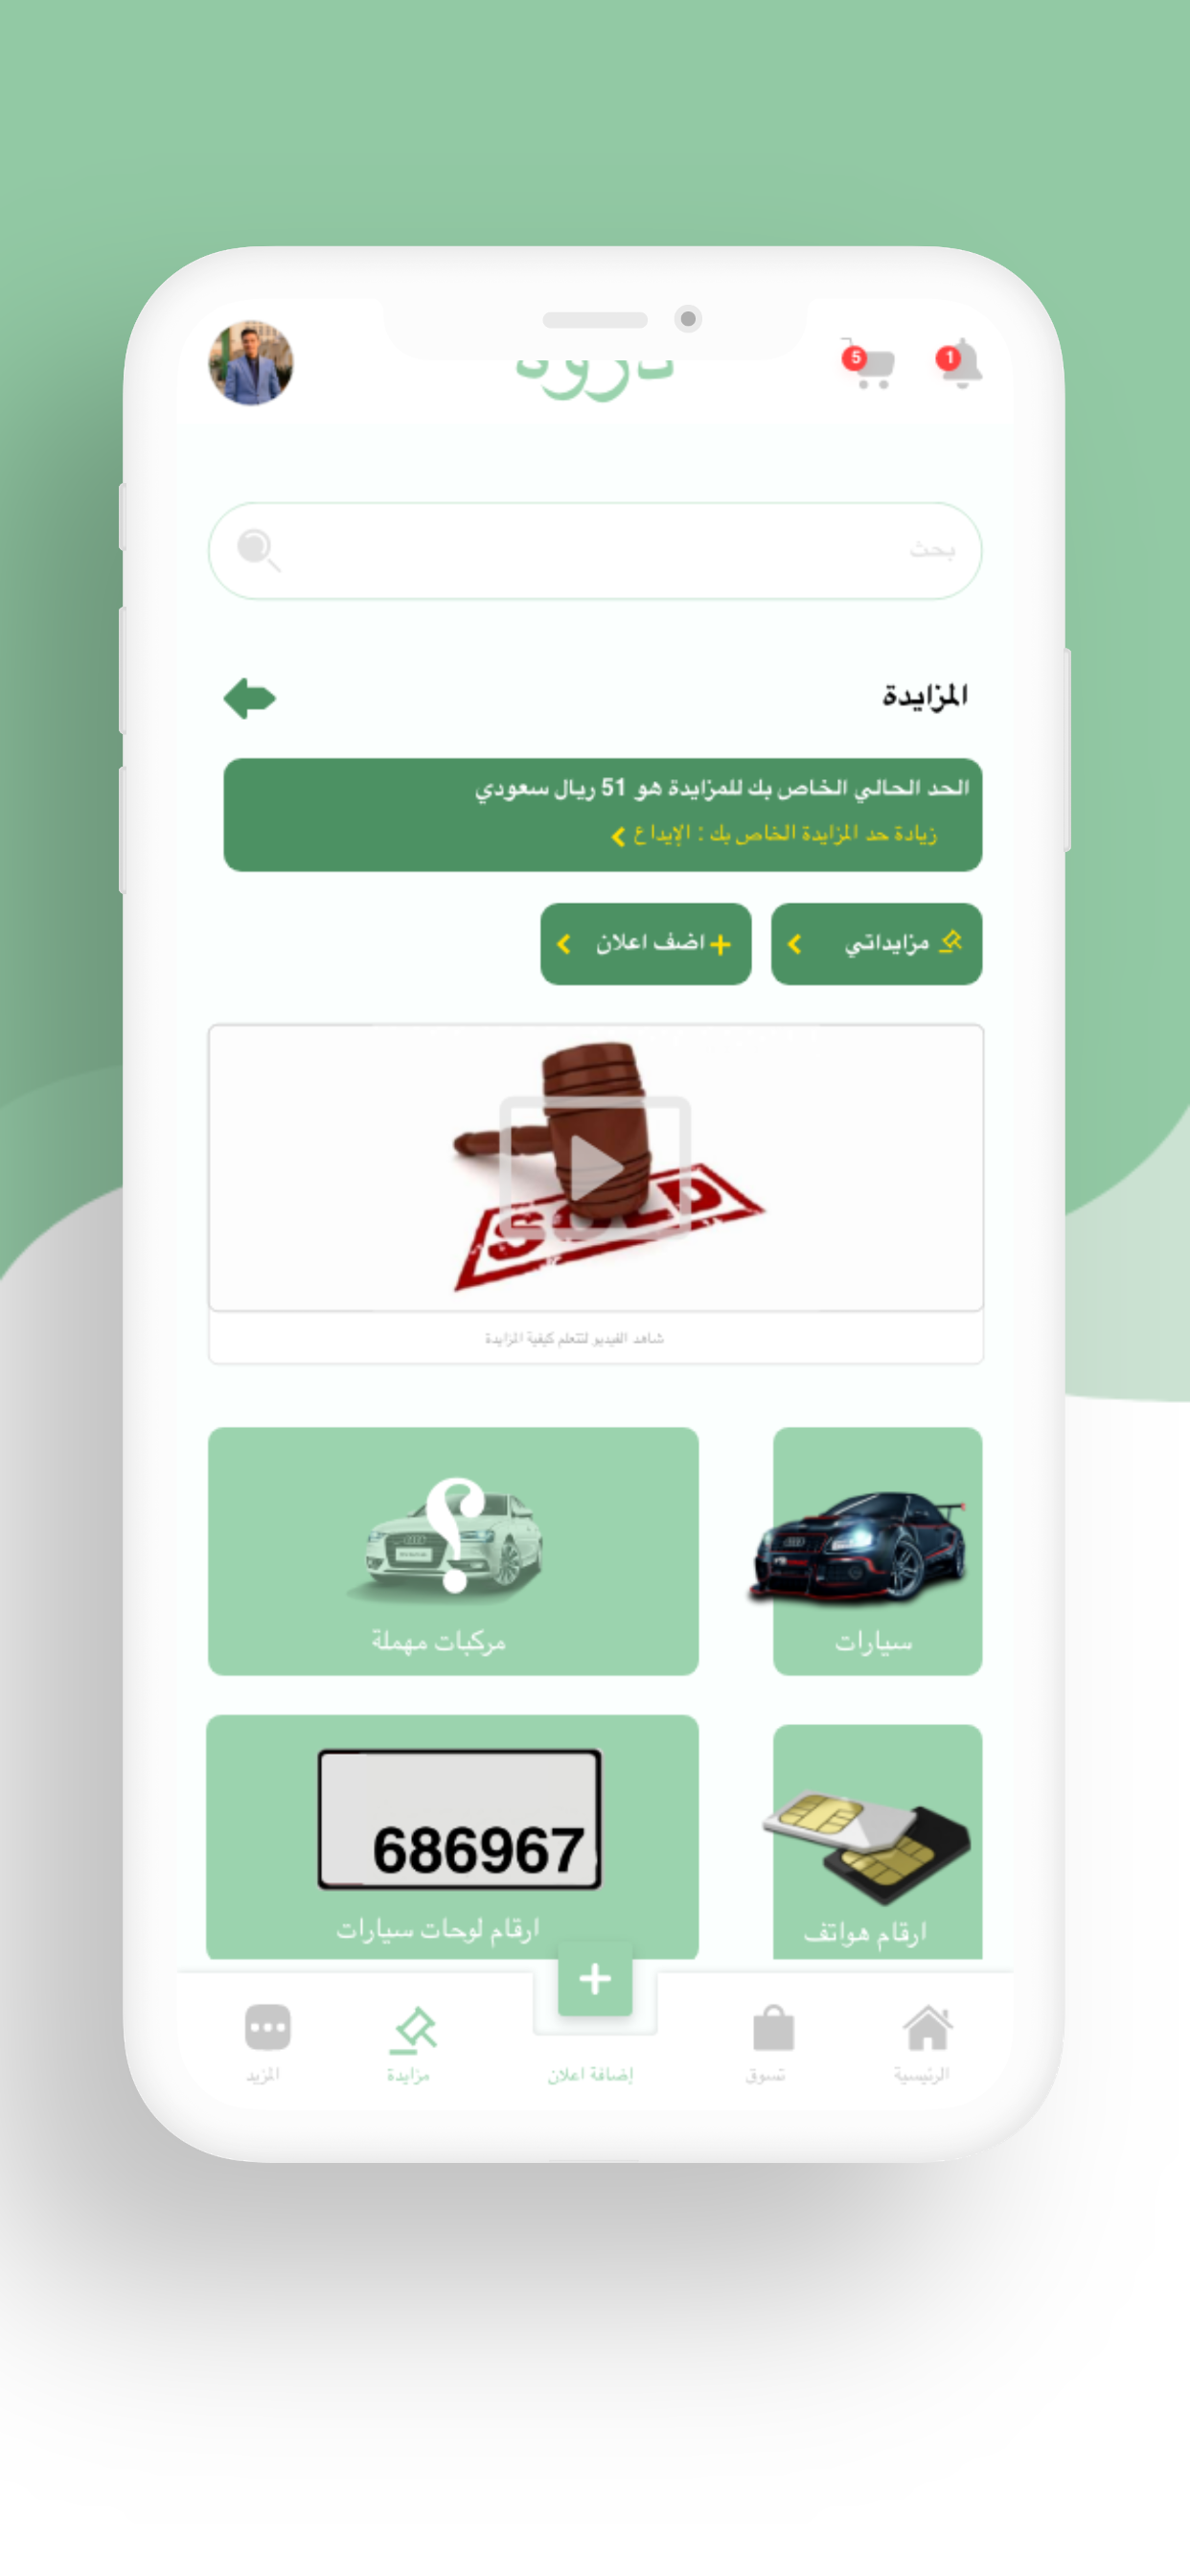 5
1
بحث
المزايدة
الحد الحالي الخاص بك للمزايدة هو 51 ريال سعودي
زيادة حد المزايدة الخاص بك : الإيداع
مزايداتي
اضف اعلان
SOLD
شاهد الفيديو لتتعلم كيفية المزايدة
سيارات
مركبات مهملة
؟
686967
ارقام هواتف
ارقام لوحات سيارات
الرئيسية
تسوق
إضافة اعلان
مزايدة
المزيد